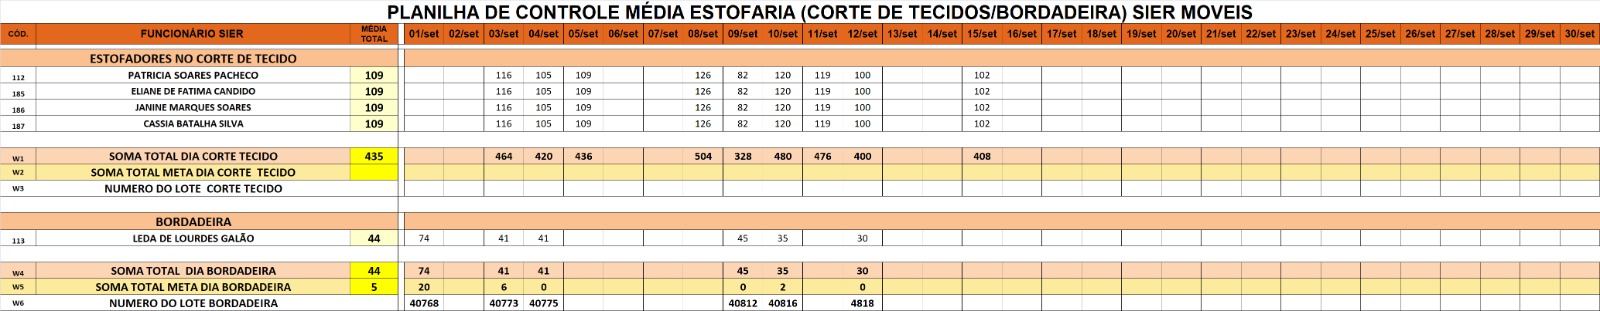 PLANILHA DE CONTROLE MÉDIA ESTOFARIA (CORTE DE TECIDOS/BORDADEIRA) SIER MOVEIS
CÓD. FUNCIONÁRIO SIER MÉDIA TOTAL 01/set 02/set 03/set 04/set 05/set 06/set 07/set 08/set 09/set 10/set 11/set 12/set 13/set 14/set 15/set 16/set 17/set 18/set 19/set 20/set 21/set 22/set 23/set 24/set 25/set 26/set 27/set 28/set 29/set 30/set
ESTOFADORES NO CORTE DE TECIDO
112 PATRICIA SOARES PACHECO 109 116 105 109 126 82 120 119 100 102
185 ELIANE DE FATIMA CANDIDO 109 116 105 109 126 82 120 119 100 102
186 JANINE MARQUES SOARES 109 116 105 109 126 82 120 119 100 102
187 CASSIA BATALHA SILVA 109 116 105 109 126 82 120 119 100 102
W1 SOMA TOTAL DIA CORTE TECIDO 435 464 420 436 504 328 480 476 400 408
W2 SOMA TOTAL META DIA CORTE TECIDO
W3 NUMERO DO LOTE CORTE TECIDO
BORDADEIRA
113 LEDA DE LOURDES GALÃO 44 74 41 41 45 35 30
W4 SOMA TOTAL DIA BORDADEIRA 44 74 41 41 45 35 30
W5 SOMA TOTAL META DIA BORDADEIRA 5 20 6 0 0 2 0
W6 NUMERO DO LOTE BORDADEIRA 40768 40773 40775 40812 40816 4818